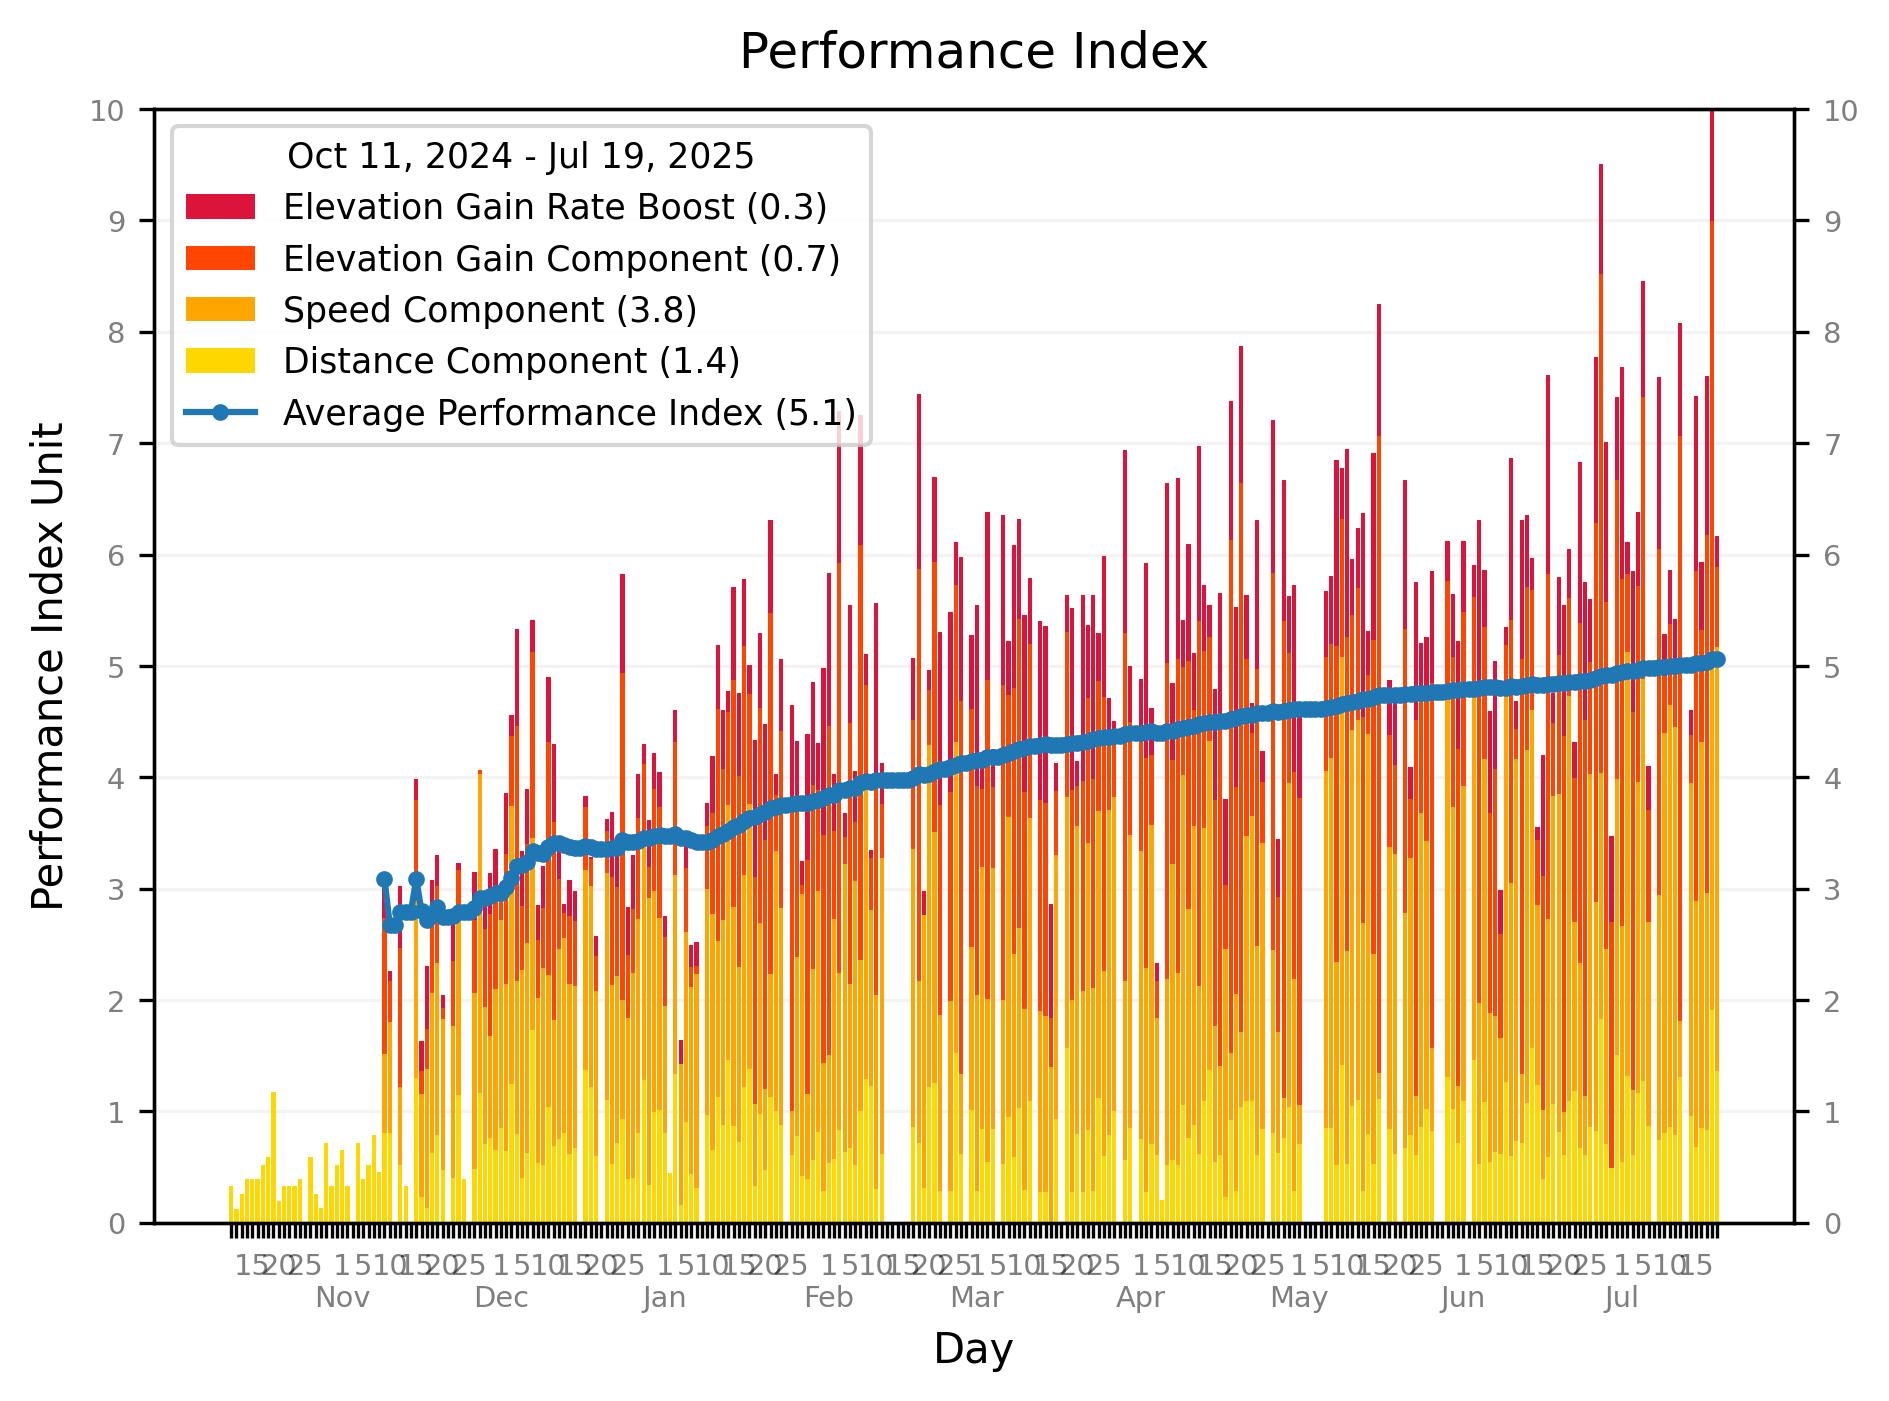 Performance Index
Oct 11, 2024 - Jul 19, 2025
Elevation Gain Rate Boost (0.3)
Elevation Gain Component (0.7)
Speed Component (3.8)
Distance Component (1.4)
Average Performance Index (5.1)
Performance Index Unit
10
9
8
7
6
5
4
3
2
1
0
10
9
8
7
6
5
4
3
2
1
0
15 20 25 1 5 10 15 20 25 1 5 10 15 20 25 1 5 10 15 20 25 1 5 10 15 20 25 1 5 10 15 20 25 1 5 10 15 20 25 1 5 10 15 20 25 1 5 10 15 20 25 1 5 10 15
Nov Dec Jan Feb Mar Apr May Jun Jul
Day